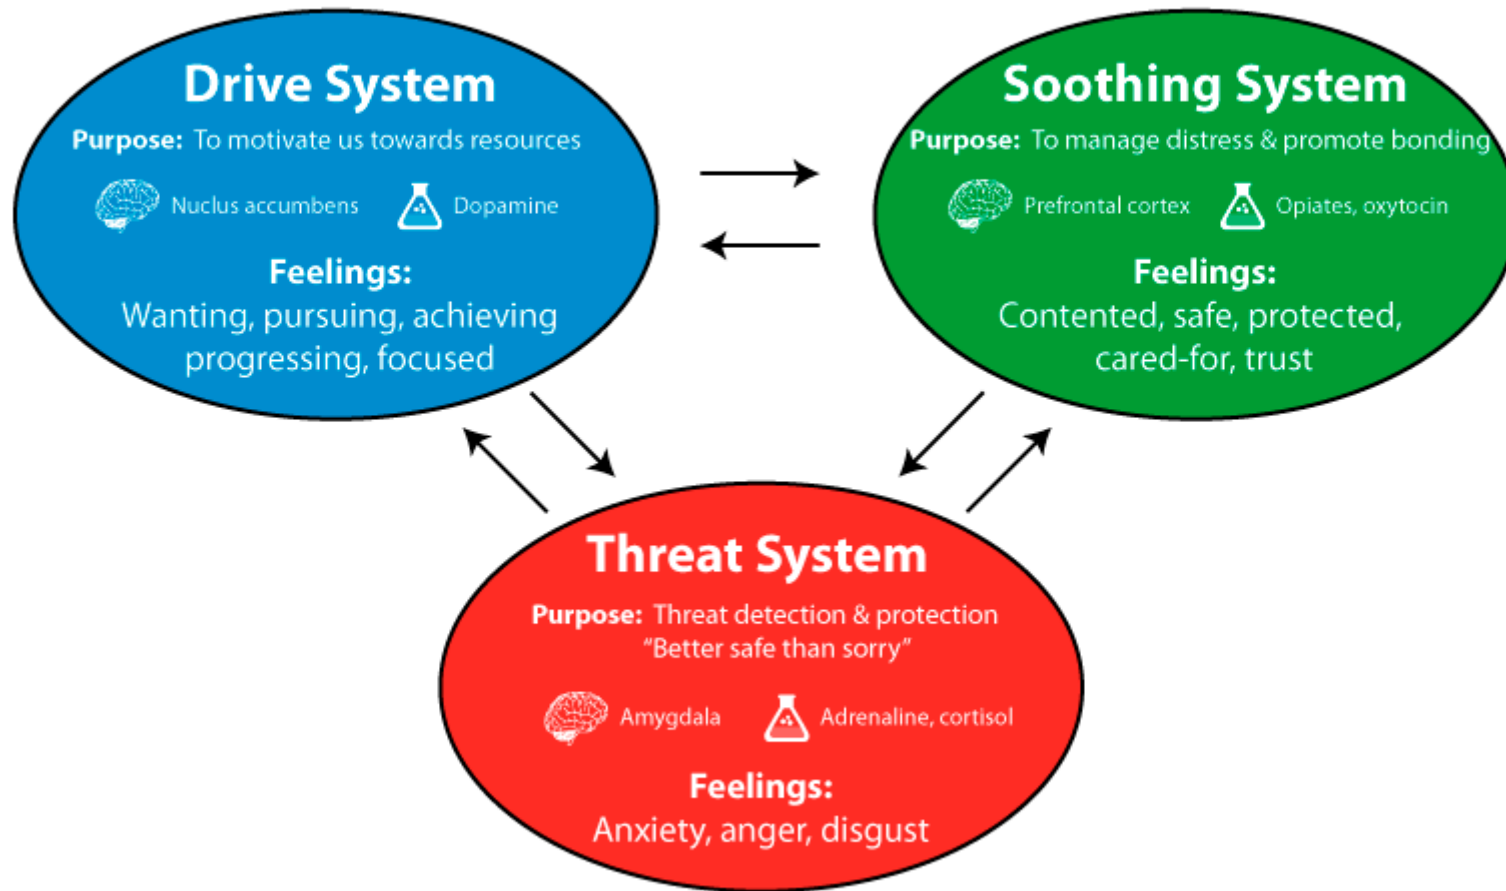 Drive System
Purpose: To motivate us towards resources
Nuclus accumbens
Dopamine
Feelings:
Wanting, pursuing, achieving
progressing, focused
Soothing System
Purpose: To manage distress & promote bonding
Prefrontal cortex
Opiates, oxytocin
Feelings:
Contented, safe, protected,
cared-for, trust
Threat System
Purpose: Threat detection & protection
“Better safe than sorry”
Amygdala
Adrenaline, cortisol
Feelings:
Anxiety, anger, disgust